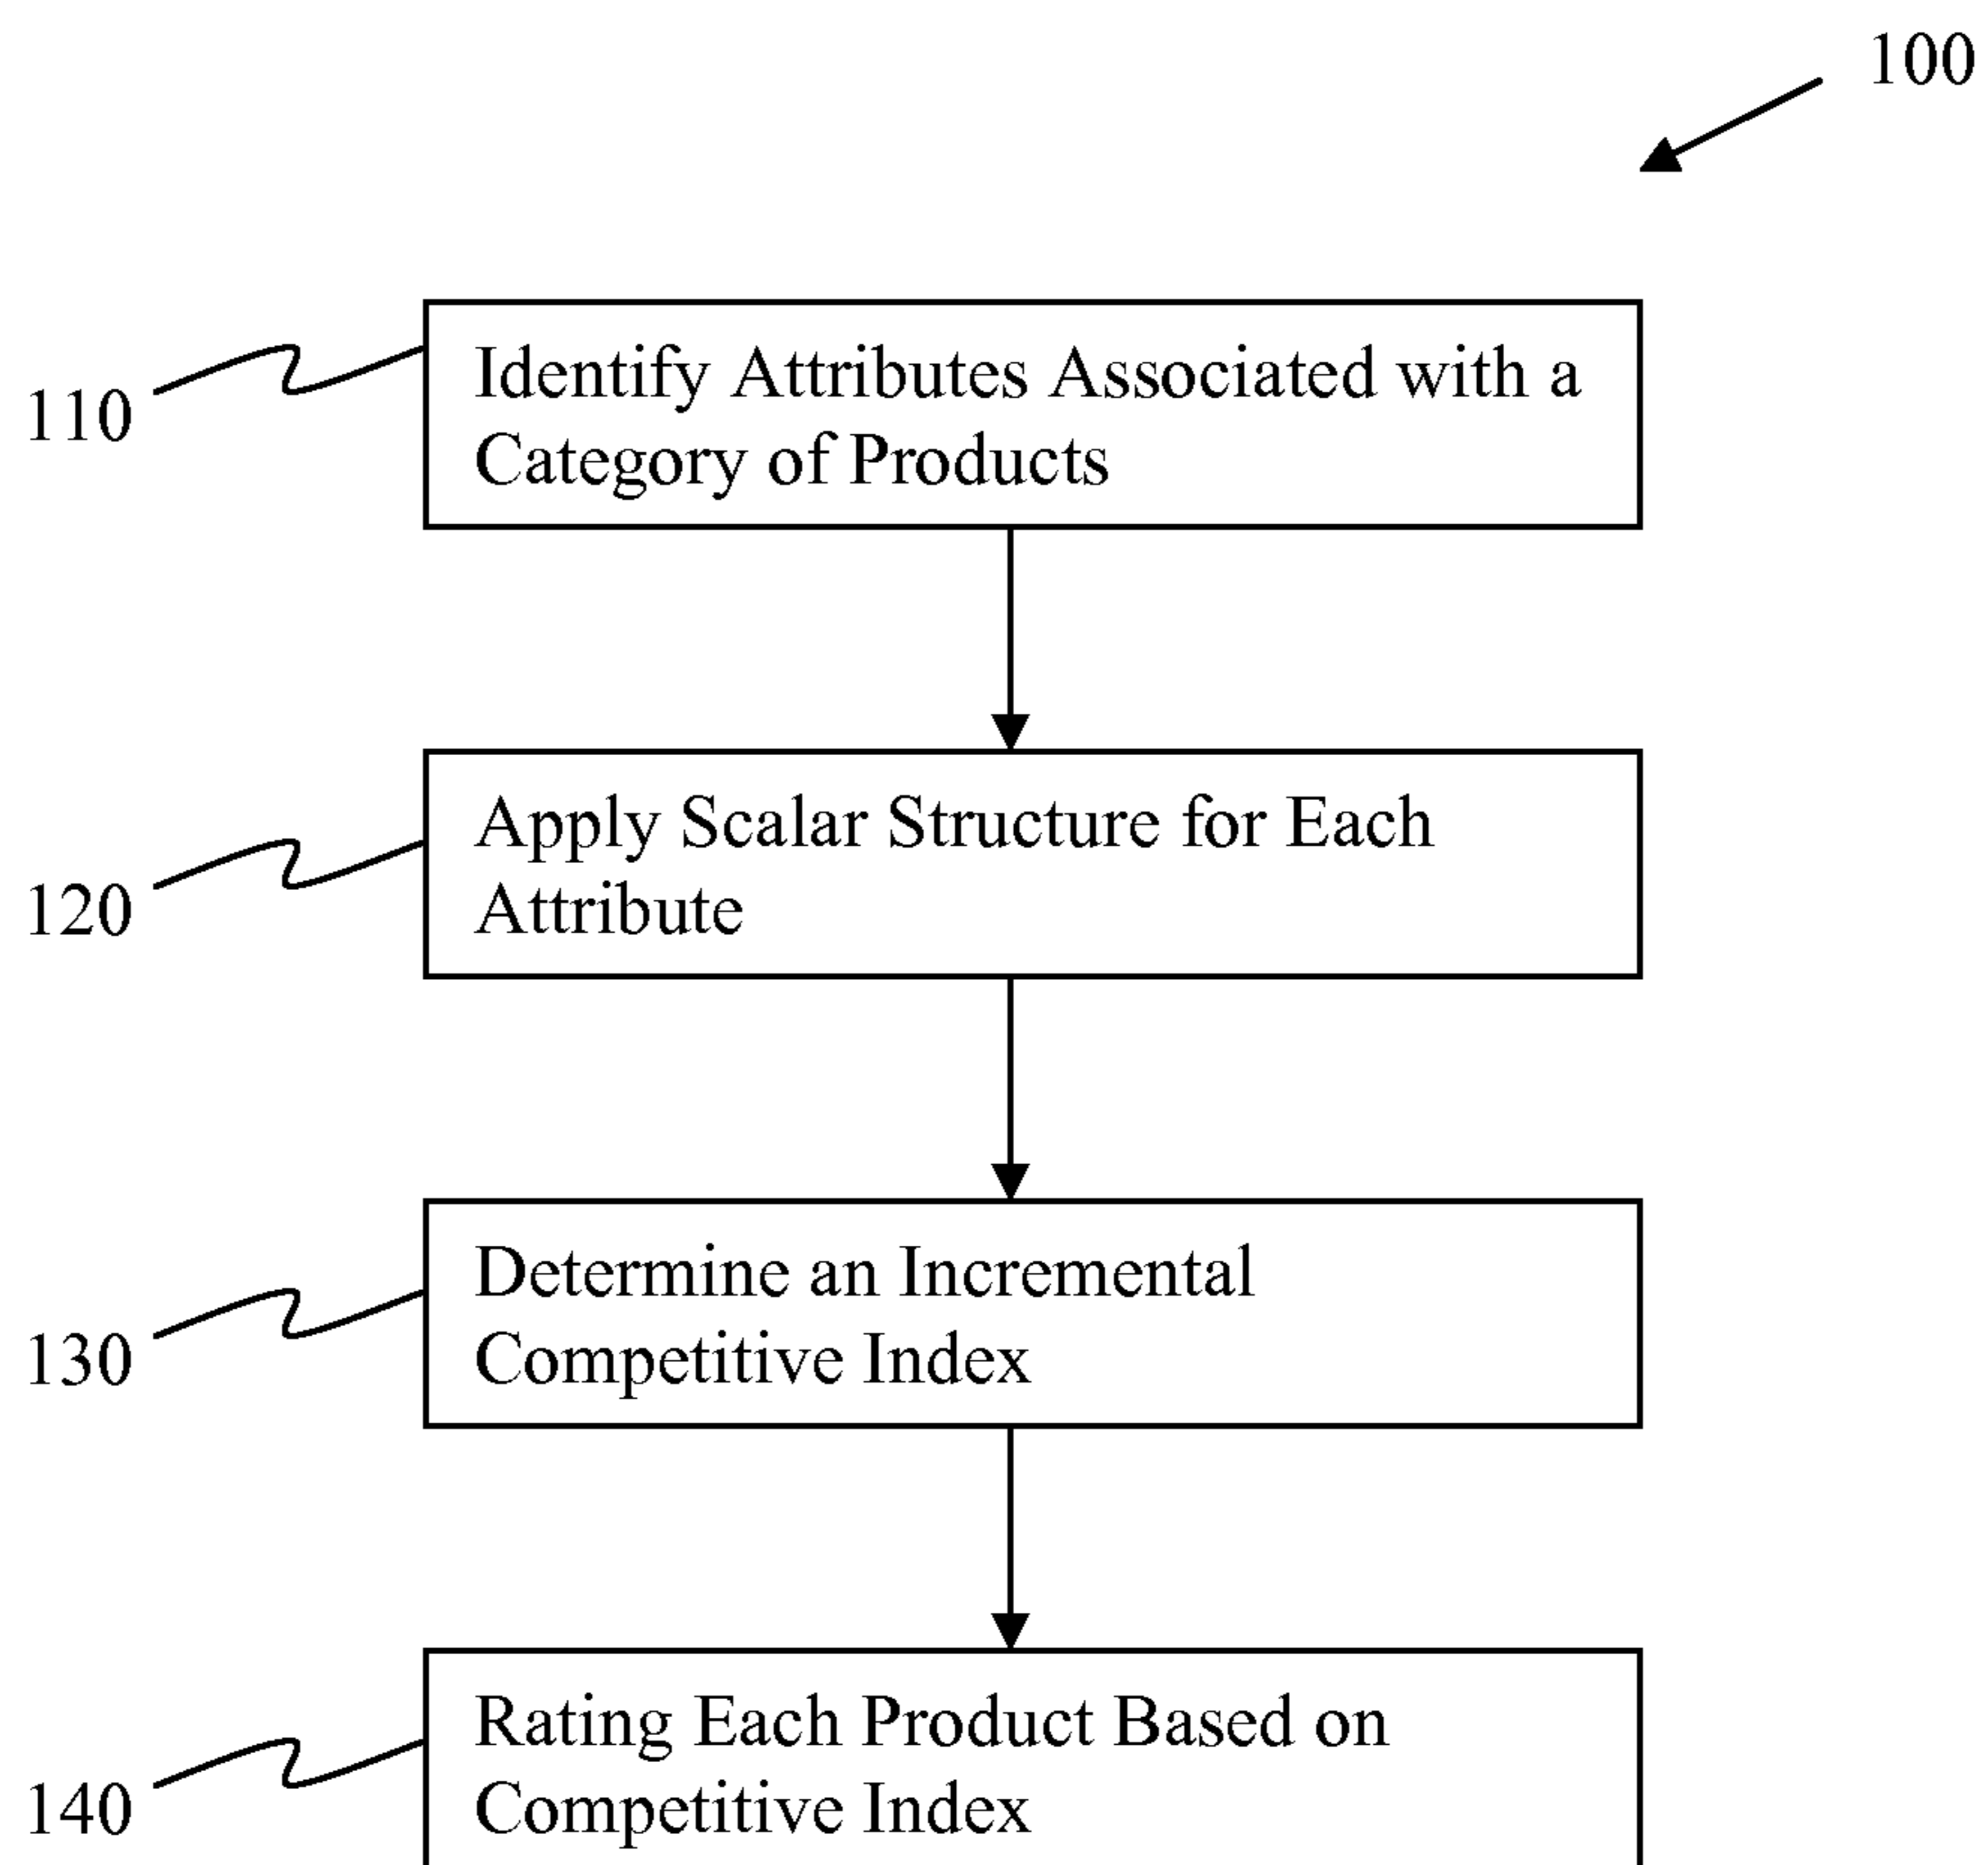 100
110
Identify Attributes Associated with a
Category of Products
120
Apply Scalar Structure for Each
Attribute
130
Determine an Incremental
Competitive Index
140
Rating Each Product Based on
Competitive Index